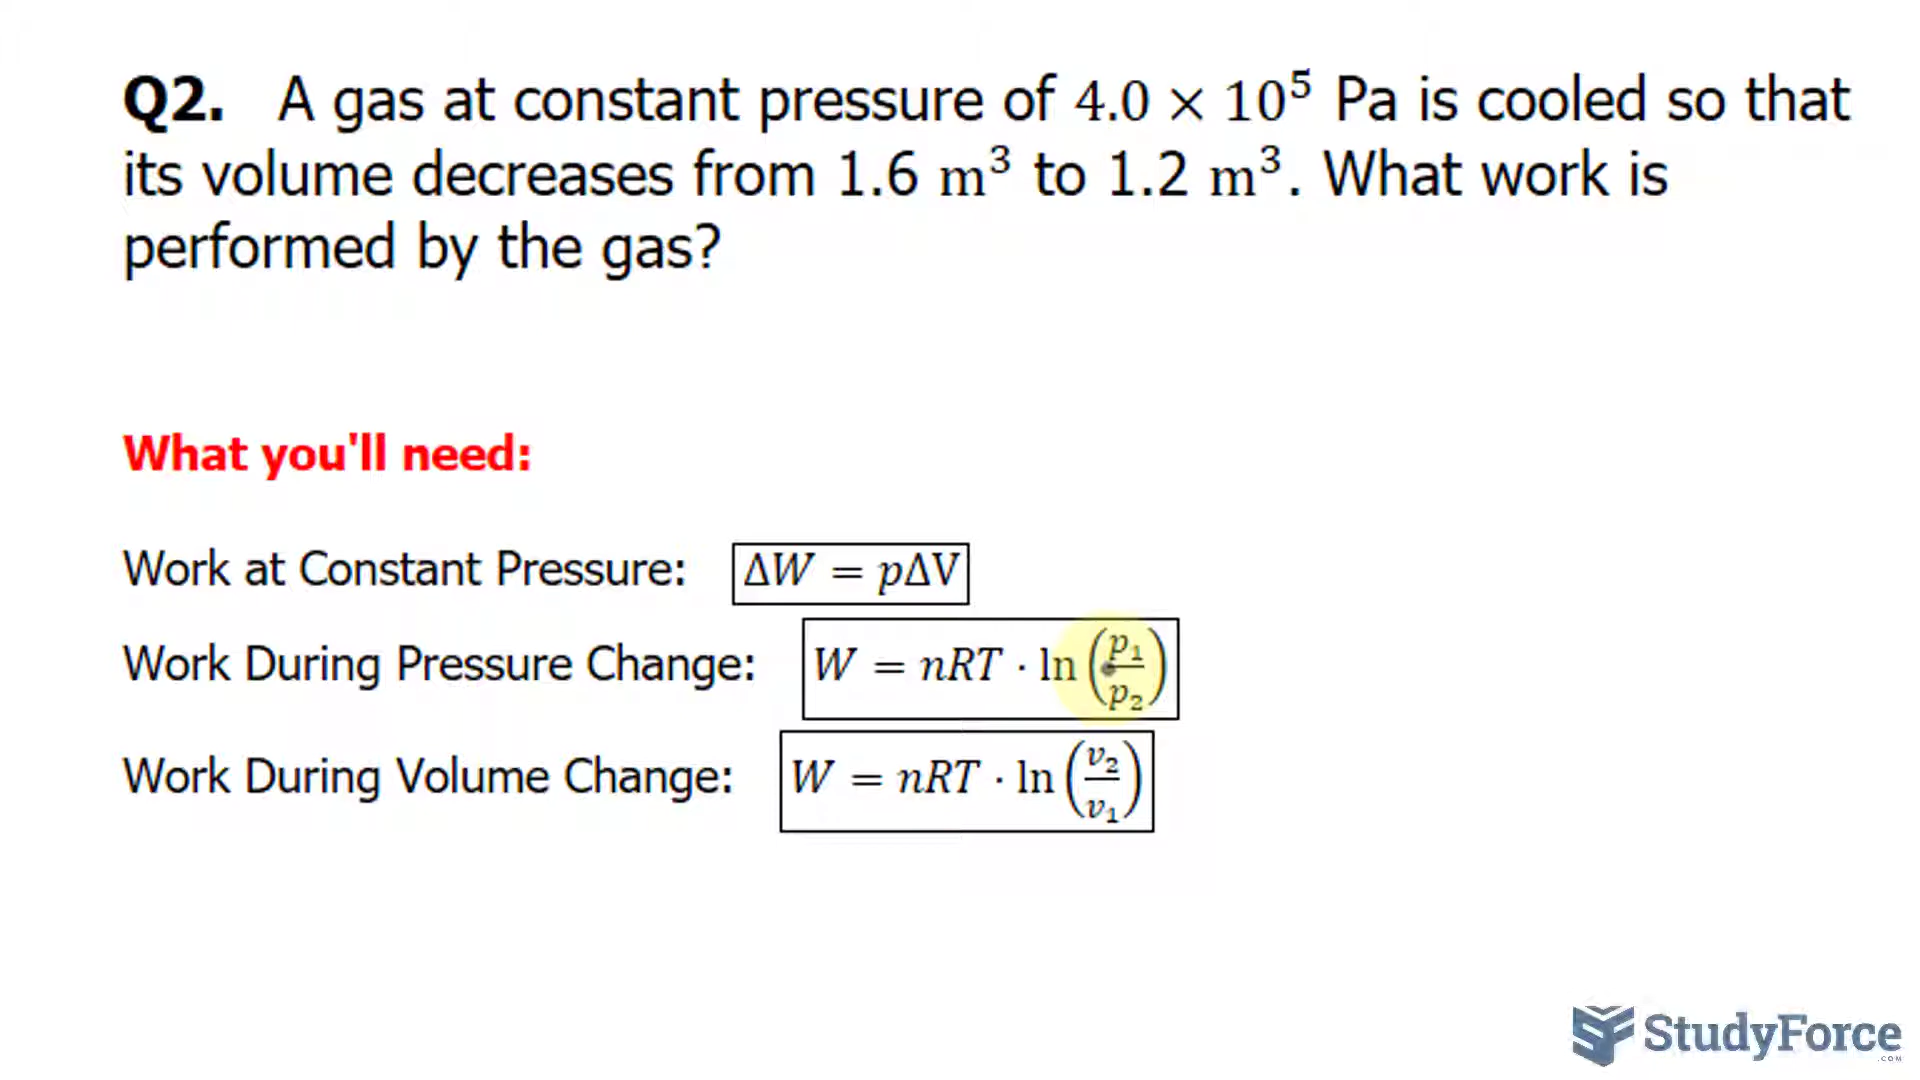 Q2. A gas at constant pressure of 4.0 × 10⁵ Pa is cooled so that
its volume decreases from 1.6 m³ to 1.2 m³. What work is
performed by the gas?
What you'll need:
Work at Constant Pressure: ΔW = pΔV
Work During Pressure Change: W = nRT · ln(p₁/p₂)
Work During Volume Change: W = nRT · ln(v₂/v₁)
StudyForce
.COM